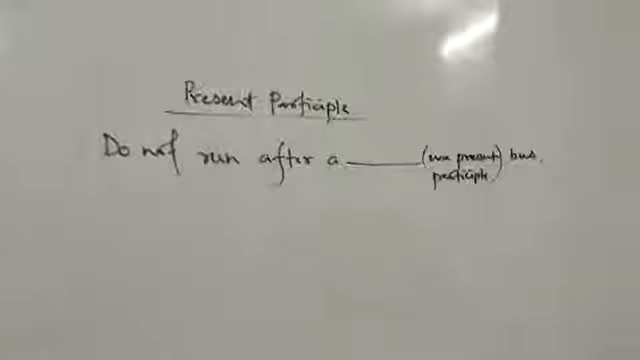 Present Participle
Do not run after a ______ (use present participle) bus.